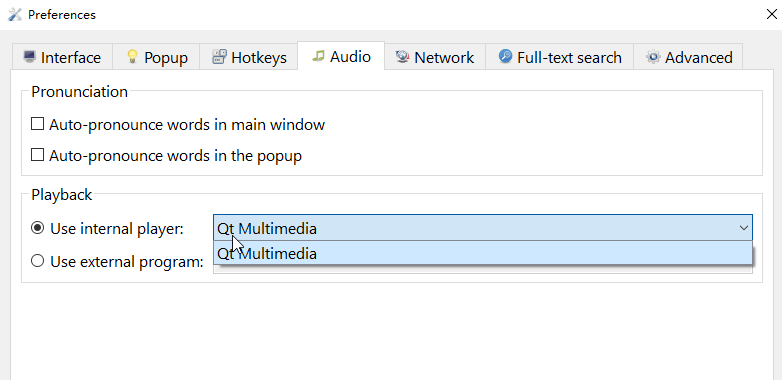 Preferences
Interface Popup Hotkeys Audio Network Full-text search Advanced
Pronunciation
Auto-pronounce words in main window
Auto-pronounce words in the popup
Playback
Use internal player: Qt Multimedia
Qt Multimedia
Use external program: